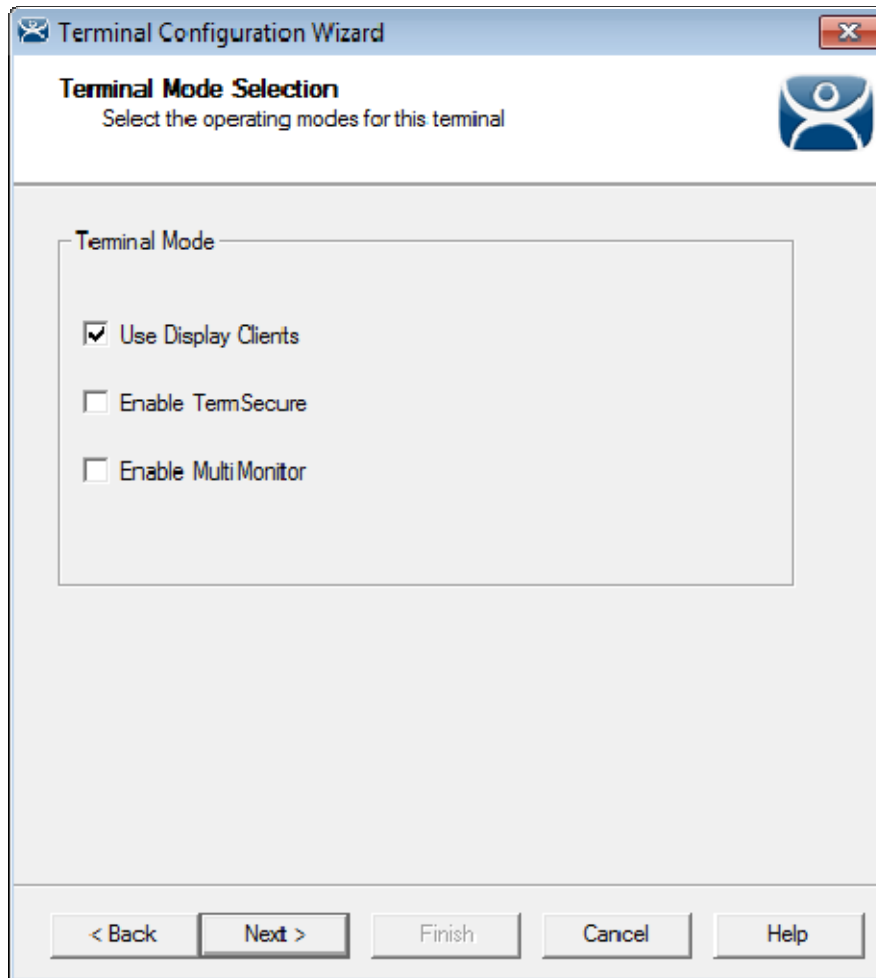 Terminal Configuration Wizard
Terminal Mode Selection
Select the operating modes for this terminal
Terminal Mode
Use Display Clients
Enable TermSecure
Enable MultiMonitor
< Back Next > Finish Cancel Help